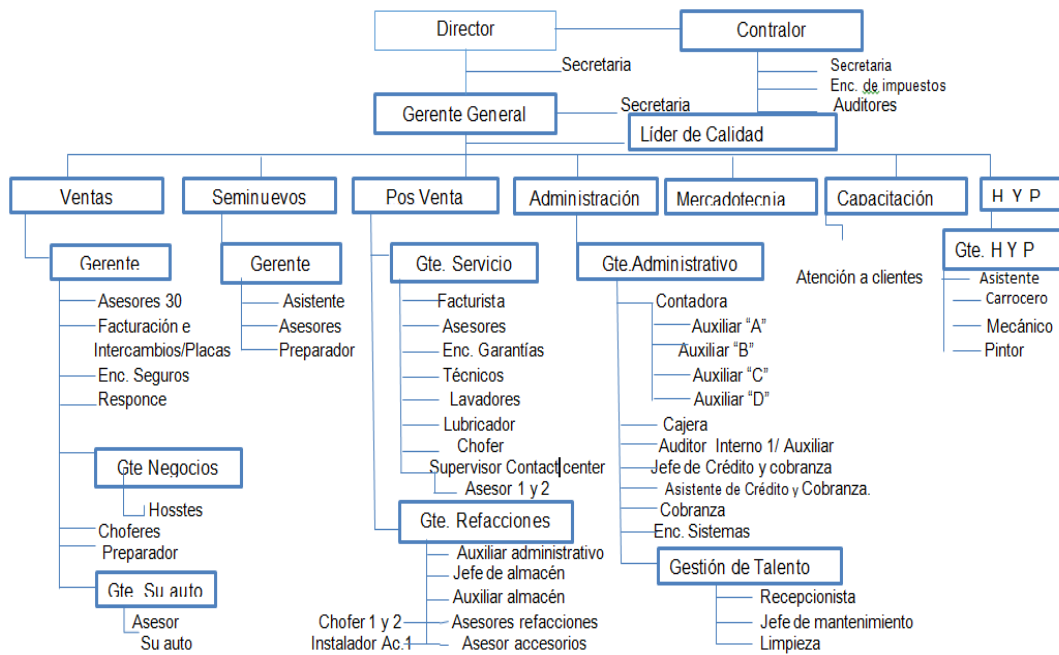 Director
Contralor
Secretaria
Secretaria
Enc. de impuestos
Auditores
Gerente General
Secretaria
Líder de Calidad
Ventas
Seminuevos
Pos Venta
Administración
Mercadotecnia
Capacitación
H Y P
Gerente
Asesores 30
Facturación e
Intercambios/Placas
Enc. Seguros
Responce
Gte Negocios
Hosstes
Choferes
Preparador
Gte. Su auto
Asesor
Su auto
Gerente
Asistente
Asesores
Preparador
Gte. Servicio
Facturista
Asesores
Enc. Garantías
Técnicos
Lavadores
Lubricador
Chofer
Supervisor Contact center
Asesor 1 y 2
Gte. Refacciones
Auxiliar administrativo
Jefe de almacén
Auxiliar almacén
Chofer 1 y 2
Asesores refacciones
Instalador Ac.1
Asesor accesorios
Gte.Administrativo
Contadora
Auxiliar “A”
Auxiliar “B”
Auxiliar “C”
Auxiliar “D”
Cajera
Auditor Interno 1/ Auxiliar
Jefe de Crédito y cobranza
Asistente de Crédito y Cobranza.
Cobranza
Enc. Sistemas
Gestión de Talento
Recepcionista
Jefe de mantenimiento
Limpieza
Atención a clientes
Gte. H Y P
Asistente
Carrocero
Mecánico
Pintor